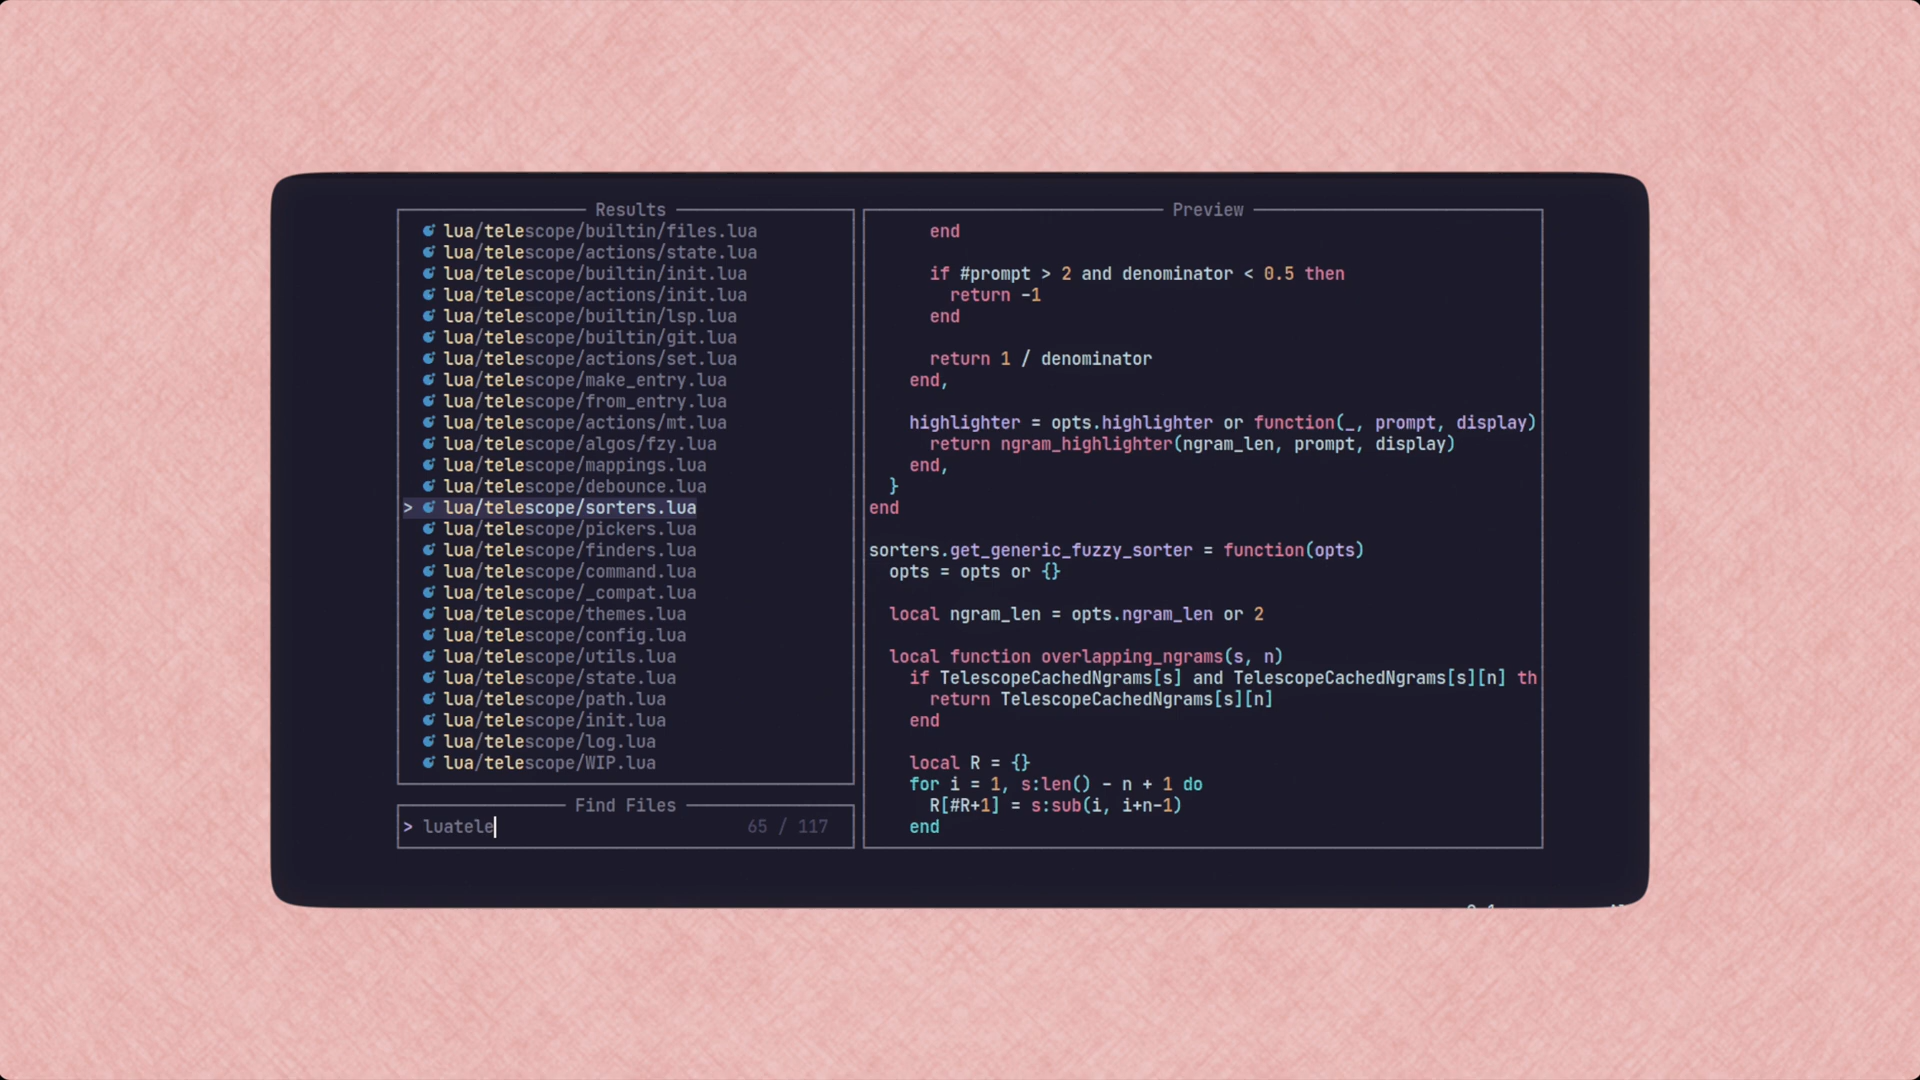 Results
lua/telescope/builtin/files.lua
lua/telescope/actions/state.lua
lua/telescope/builtin/init.lua
lua/telescope/actions/init.lua
lua/telescope/builtin/lsp.lua
lua/telescope/builtin/git.lua
lua/telescope/actions/set.lua
lua/telescope/make_entry.lua
lua/telescope/from_entry.lua
lua/telescope/actions/mt.lua
lua/telescope/algos/fzy.lua
lua/telescope/mappings.lua
lua/telescope/debounce.lua
> lua/telescope/sorters.lua
lua/telescope/pickers.lua
lua/telescope/finders.lua
lua/telescope/command.lua
lua/telescope/_compat.lua
lua/telescope/themes.lua
lua/telescope/config.lua
lua/telescope/utils.lua
lua/telescope/state.lua
lua/telescope/path.lua
lua/telescope/init.lua
lua/telescope/log.lua
lua/telescope/WIP.lua
Find Files
> luatele 65 / 117
Preview
end
if #prompt > 2 and denominator < 0.5 then
return -1
end
return 1 / denominator
end,
highlighter = opts.highlighter or function(_, prompt, display)
return ngram_highlighter(ngram_len, prompt, display)
end,
}
end
sorters.get_generic_fuzzy_sorter = function(opts)
opts = opts or {}
local ngram_len = opts.ngram_len or 2
local function overlapping_ngrams(s, n)
if TelescopeCachedNgrams[s] and TelescopeCachedNgrams[s][n] th
return TelescopeCachedNgrams[s][n]
end
local R = {}
for i = 1, s:len() - n + 1 do
R[#R+1] = s:sub(i, i+n-1)
end